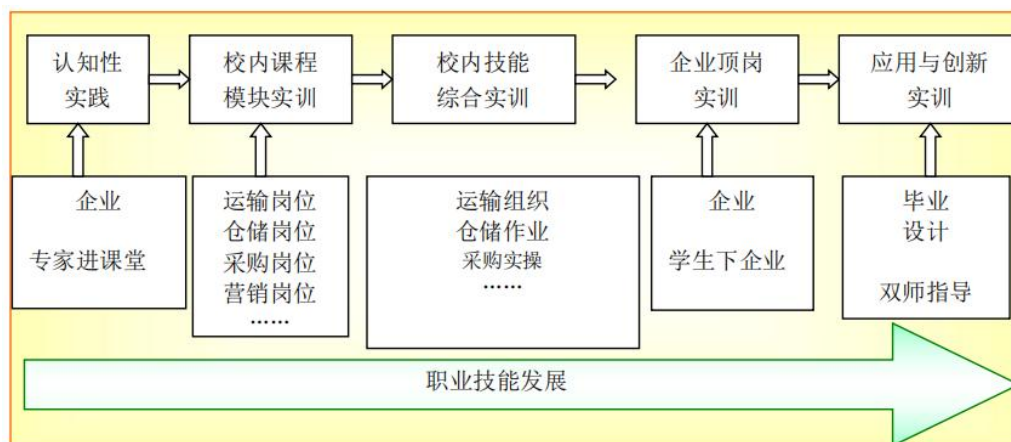 认知性
实践
校内课程
模块实训
校内技能
综合实训
企业顶岗
实训
应用与创新
实训
企业
专家进课堂
运输岗位
仓储岗位
采购岗位
营销岗位
……
运输组织
仓储作业
采购实操
……
企业
学生下企业
毕业
设计
双师指导
职业技能发展